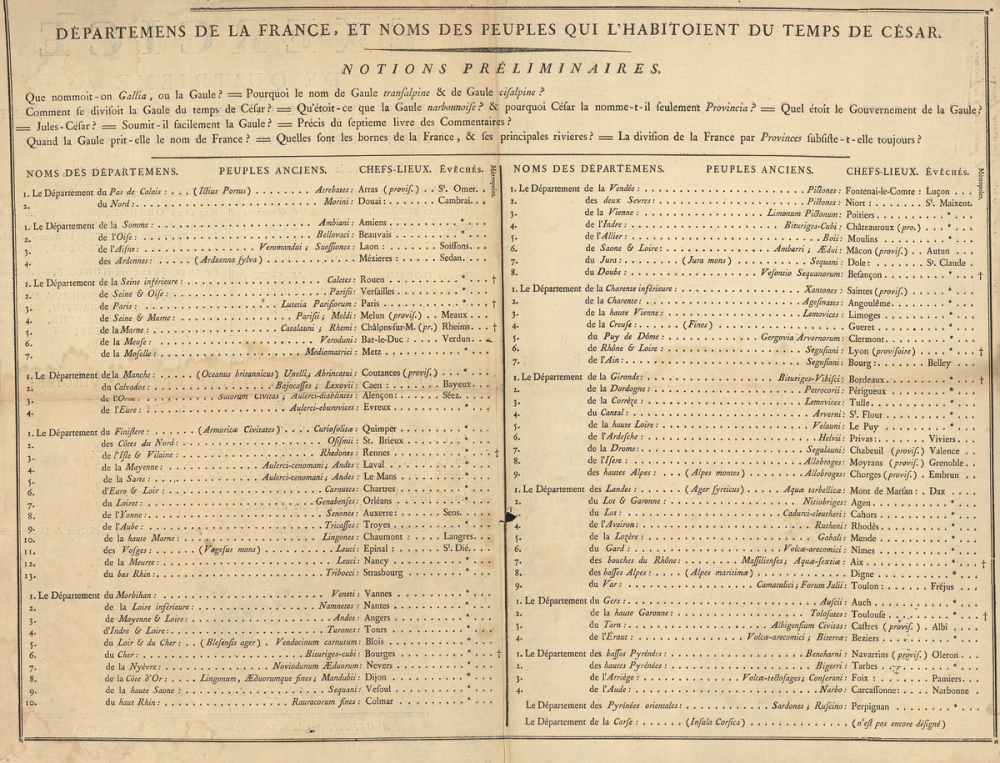 DÉPARTEMENS DE LA FRANCE, ET NOMS DES PEUPLES QUI L'HABITOIENT DU TEMPS DE CÉSAR.
NOTIONS PRÉLIMINAIRES.
Que nommoit-on Gallia, ou la Gaule? = Pourquoi le nom de Gaule transalpine & de Gaule cisalpine?
Comment se divisoit la Gaule du temps de César? = Qu'étoit-ce que la Gaule narbonnoise? & pourquoi César la nomme-t-il seulement Provincia? = Quel étoit le Gouvernement de la Gaule?
= Jules-César? = Soumit-il facilement la Gaule? = Précis du septieme livre des Commentaires?
Quand la Gaule prit-elle le nom de France? = Quelles sont les bornes de la France, & ses principales rivieres? = La division de la France par Provinces subsiste-t-elle toujours?
NOMS DES DÉPARTEMENS. PEUPLES ANCIENS. CHEFS-LIEUX. ÉVÊCHÉS. Métropoles.
1. Le Département du Pas de Calais: (Ictius Portus) Atrebates: Arras (provis.) St. Omer.
2. du Nord: Morini: Douai: Cambrai.
1. Le Département de la Somme: Ambiani: Amiens *
2. de l'Oise: Bellovaci: Beauvais *
3. de l'Aisne: Veromandui; Suessiones: Laon: Soissons.
4. des Ardennes: (Arduenna sylva) Mézieres: Sedan.
1. Le Département de la Seine inférieure: Caletes: Rouen * †
2. de Seine & Oise: Parisii: Versailles *
3. de Paris: Lutetia Parisiorum: Paris * †
4. de Seine & Marne: Parisii; Meldi: Melun (provis.) Meaux
5. de la Marne: Catalauni; Rhemi: Châlons-sur-M. (pr.) Rheims †
6. de la Meuse: Veroduni: Bar-le-Duc: Verdun
7. de la Moselle: Mediomatrici: Metz *
1. Le Département de la Manche: (Oceanus britannicus) Unelli; Abrincatui: Coutances (provis.) *
2. du Calvados: Bajocasses; Lexovii: Caen: Bayeux
3. de l'Orne: Civitas; Aulerci-diablintes: Alençon: Séez.
4. de l'Eure: Aulerci-eburovices: Evreux *
1. Le Département du Finistere: (Armoricæ Civitates) Curiosolitæ: Quimper *
2. des Côtes du Nord: Osismii: St. Brieux *
3. de l'Isle & Vilaine: Rhedones: Rennes * †
4. de la Mayenne: Aulerci-cenomani; Andes: Laval *
5. de la Sarte: Aulerci-cenomani; Andes: Le Mans *
6. d'Eure & Loir: Carnutes: Chartres *
7. du Loiret: Genabenses: Orléans *
8. de l'Yonne: Senones: Auxerre: Sens.
9. de l'Aube: Tricasses: Troyes *
10. de la haute Marne: Lingones: Chaumont: Langres.
11. des Vosges: (Vogesus mons) Leuci: Epinal: St. Dié.
12. de la Meurte: Leuci: Nancy *
13. du bas Rhin: Tribocci: Strasbourg *
1. Le Département du Morbihan: Veneti: Vannes *
2. de la Loire inférieure: Namnetes: Nantes *
3. de Mayenne & Loire: Andes: Angers *
4. d'Indre & Loire: Turones: Tours *
5. du Loir & du Cher: (Blesensis ager) Vendocinum carnutum: Blois *
6. du Cher: Bituriges-cubi: Bourges * †
7. de la Nyèvre: Noviodunum Æduorum: Nevers *
8. de la Côte d'Or: Lingonum, Æduorumque fines; Mandubii: Dijon *
9. de la haute Saone: Sequani: Vesoul *
10. du haut Rhin: Rauracorum fines: Colmar *
NOMS DES DÉPARTEMENS. PEUPLES ANCIENS. CHEFS-LIEUX. ÉVÊCHÉS. Métropoles.
1. Le Département de la Vendée: Pictones: Fontenai-le-Comte: Luçon
2. des deux Sevres: Pictones: Niort: St. Maixent.
3. de la Vienne: Limonum Pictonum: Poitiers *
4. de l'Indre: Bituriges-Cubi: Châteauroux (pro.) *
5. de l'Allier: Boii: Moulins *
6. de Saone & Loire: Ambarri; Ædui: Mâcon (provis.) Autun
7. du Jura: (Jura mons) Sequani: Dole: St. Claude
8. du Doubs: Vesontio Sequanorum: Besançon * †
1. Le Département de la Charente inférieure: Xantones: Saintes (provis.) *
2. de la Charente: Agesinates: Angoulême *
3. de la haute Vienne: Lemovices: Limoges *
4. de la Creuse: (Fines) Gueret *
5. du Puy de Dôme: Gergovia Arvernorum: Clermont *
6. de Rhône & Loire: Segusiani: Lyon (provisoire) * †
7. de l'Ain: Segusiani: Bourg: Belley
1. Le Département de la Gironde: Bituriges-Vibisci: Bordeaux * †
2. de la Dordogne: Petrocorii: Périgueux *
3. de la Corrèze: Lemovices: Tulle *
4. du Cantal: Arverni: St. Flour *
5. de la haute Loire: Velauni: Le Puy *
6. de l'Ardesche: Helvii: Privas: Viviers
7. de la Drome: Segalauni: Chabeuil (provis.) Valence
8. de l'Isere: Allobroges: Moyrans (provis.) Grenoble
9. des hautes Alpes: (Alpes montes) Allobroges: Chorges (provis.) Embrun
1. Le Département des Landes: (Ager syrticus) Aquæ tarbellicæ: Mont de Marsan: Dax
2. du Lot & Garonne: Nitiobriges: Agen *
du Lot: Cadurci-eleutheri: Cahors *
4. de l'Aveiron: Rutheni: Rhodès *
5. de la Lozère: Gabali: Mende *
6. du Gard: Volcæ-arecomici: Nimes *
7. des bouches du Rhône: Massilienses; Aquæ-sextiæ: Aix * †
8. des basses Alpes: (Alpes maritimæ) Digne *
9. du Var: Camatulici; Forum Julii: Toulon: Fréjus
1. Le Département du Gers: Auscii: Auch *
2. de la haute Garonne: Tolosates: Toulouse * †
3. du Tarn: Albigensium Civitas: Castres (provis.) Albi
4. de l'Éraut: Volcæ-arecomici; Biterræ: Beziers *
1. Le Département des basses Pyrénées: Beneharni: Navarrins (provis.) Oleron
2. des hautes Pyrénées: Bigerri: Tarbes *
3. de l'Arriége: Volcæ-tectosages; Conserani: Foix: Pamiers
4. de l'Aude: Narbo: Carcassonne: Narbonne
Le Département des Pyrénées orientales: Sardones; Ruscino: Perpignan *
Le Département de la Corse: (Insula Corsica) (n'est pas encore désigné)